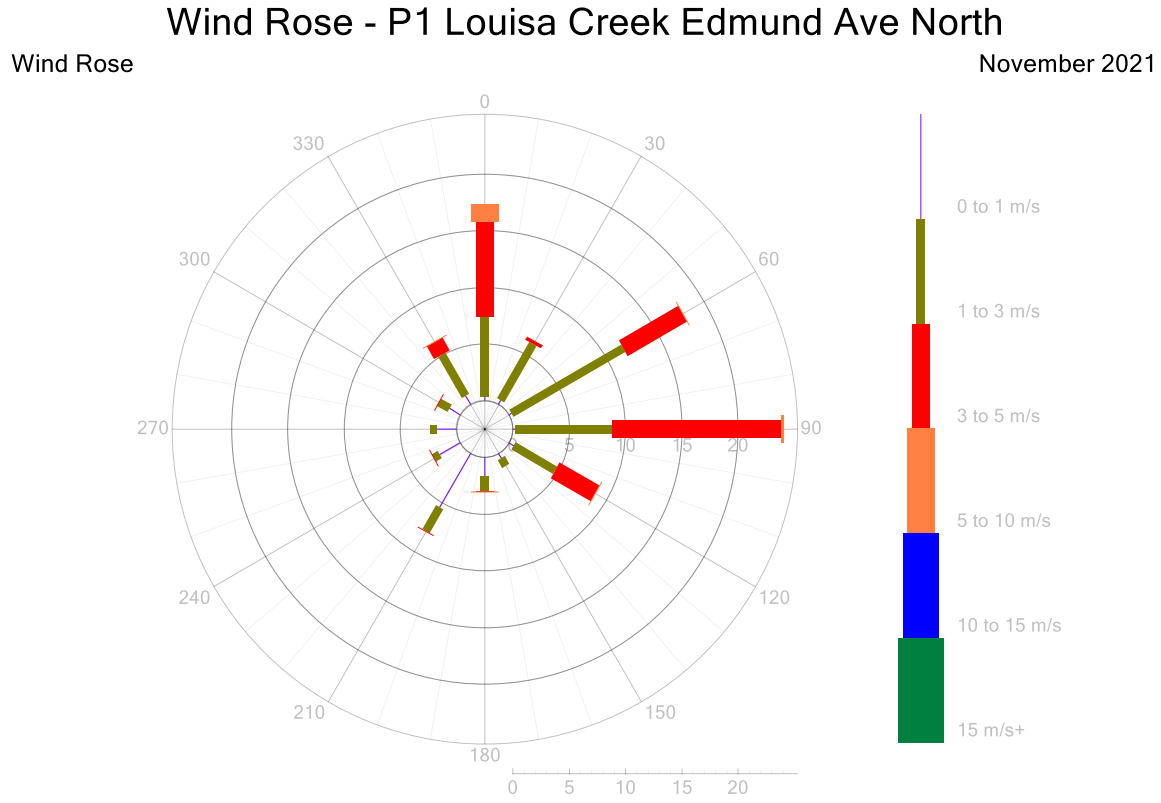 Wind Rose - P1 Louisa Creek Edmund Ave North
Wind Rose
November 2021
0
330
30
300
60
0 to 1 m/s
1 to 3 m/s
270
90
0 5 10 15 20
3 to 5 m/s
5 to 10 m/s
240
120
10 to 15 m/s
210
150
15 m/s+
180
0 5 10 15 20